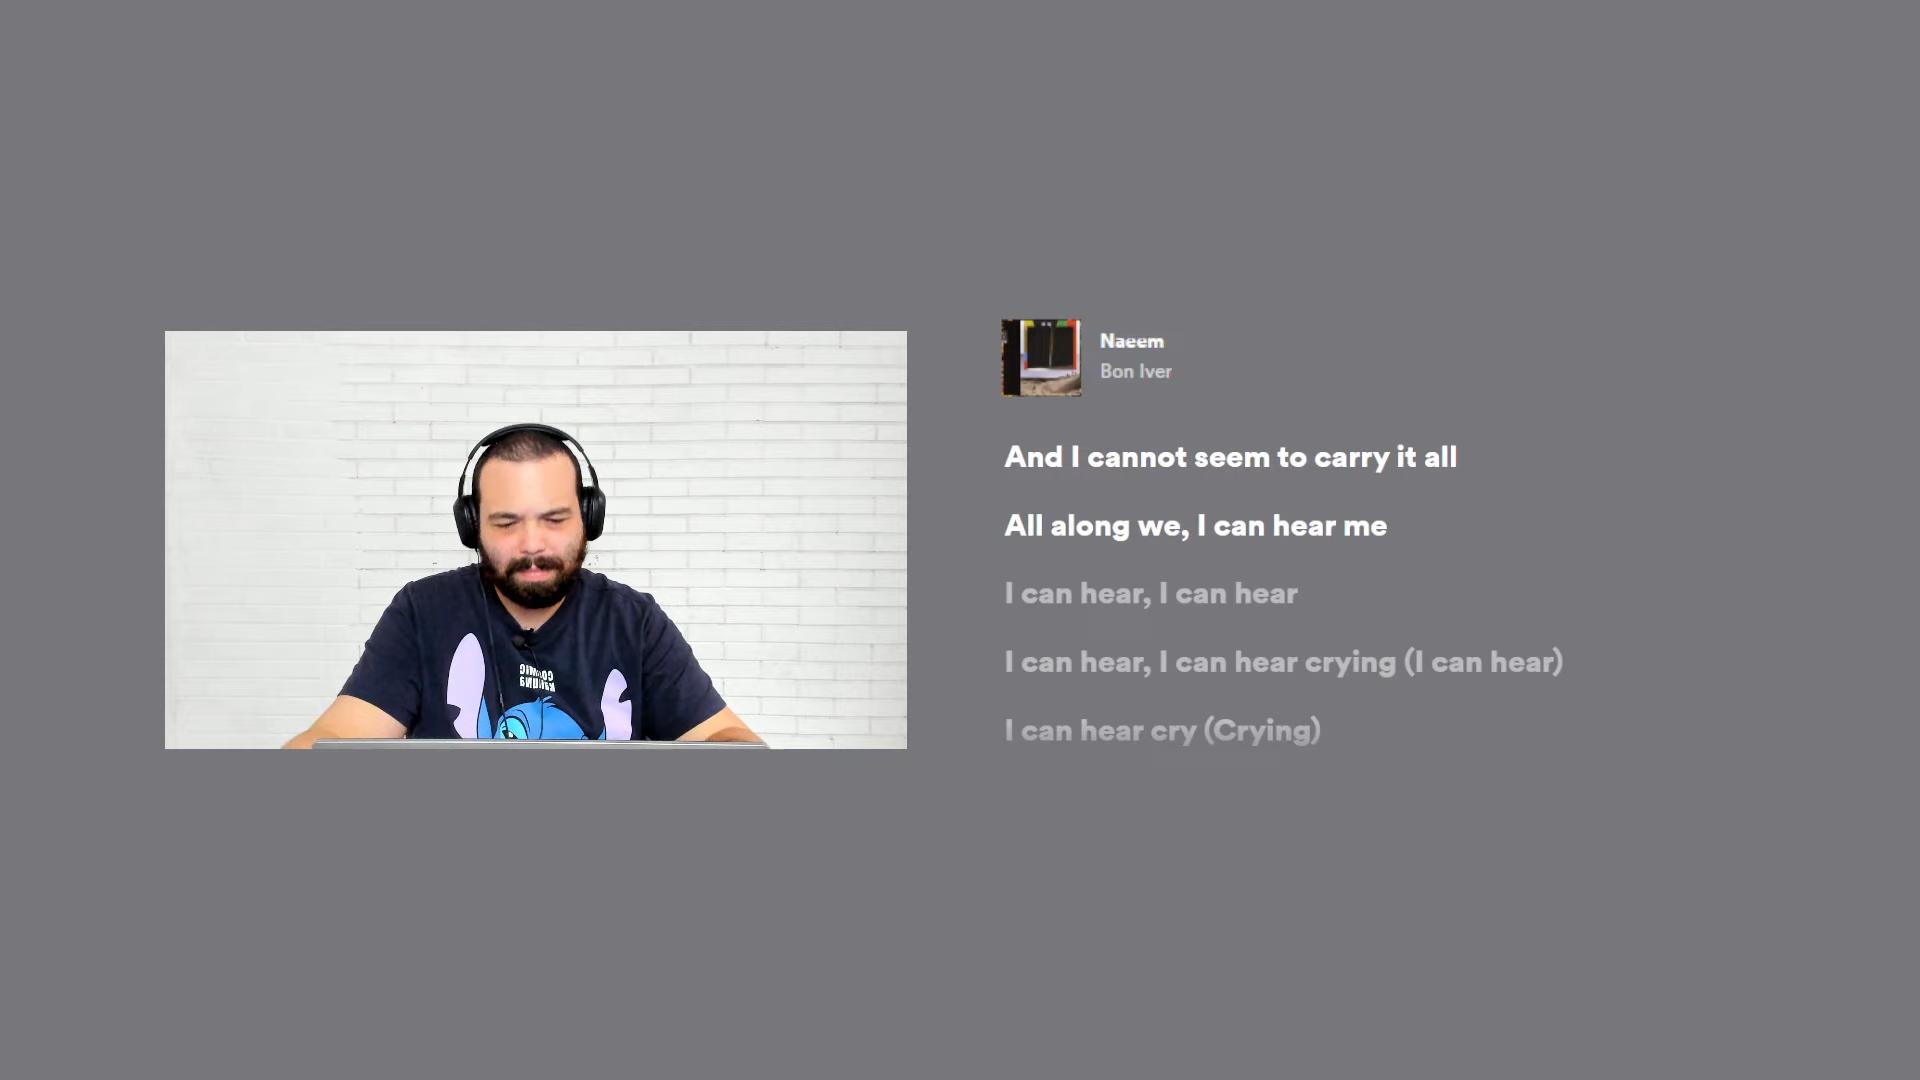 Naeem
Bon Iver
And I cannot seem to carry it all
All along we, I can hear me
I can hear, I can hear
I can hear, I can hear crying (I can hear)
I can hear cry (Crying)